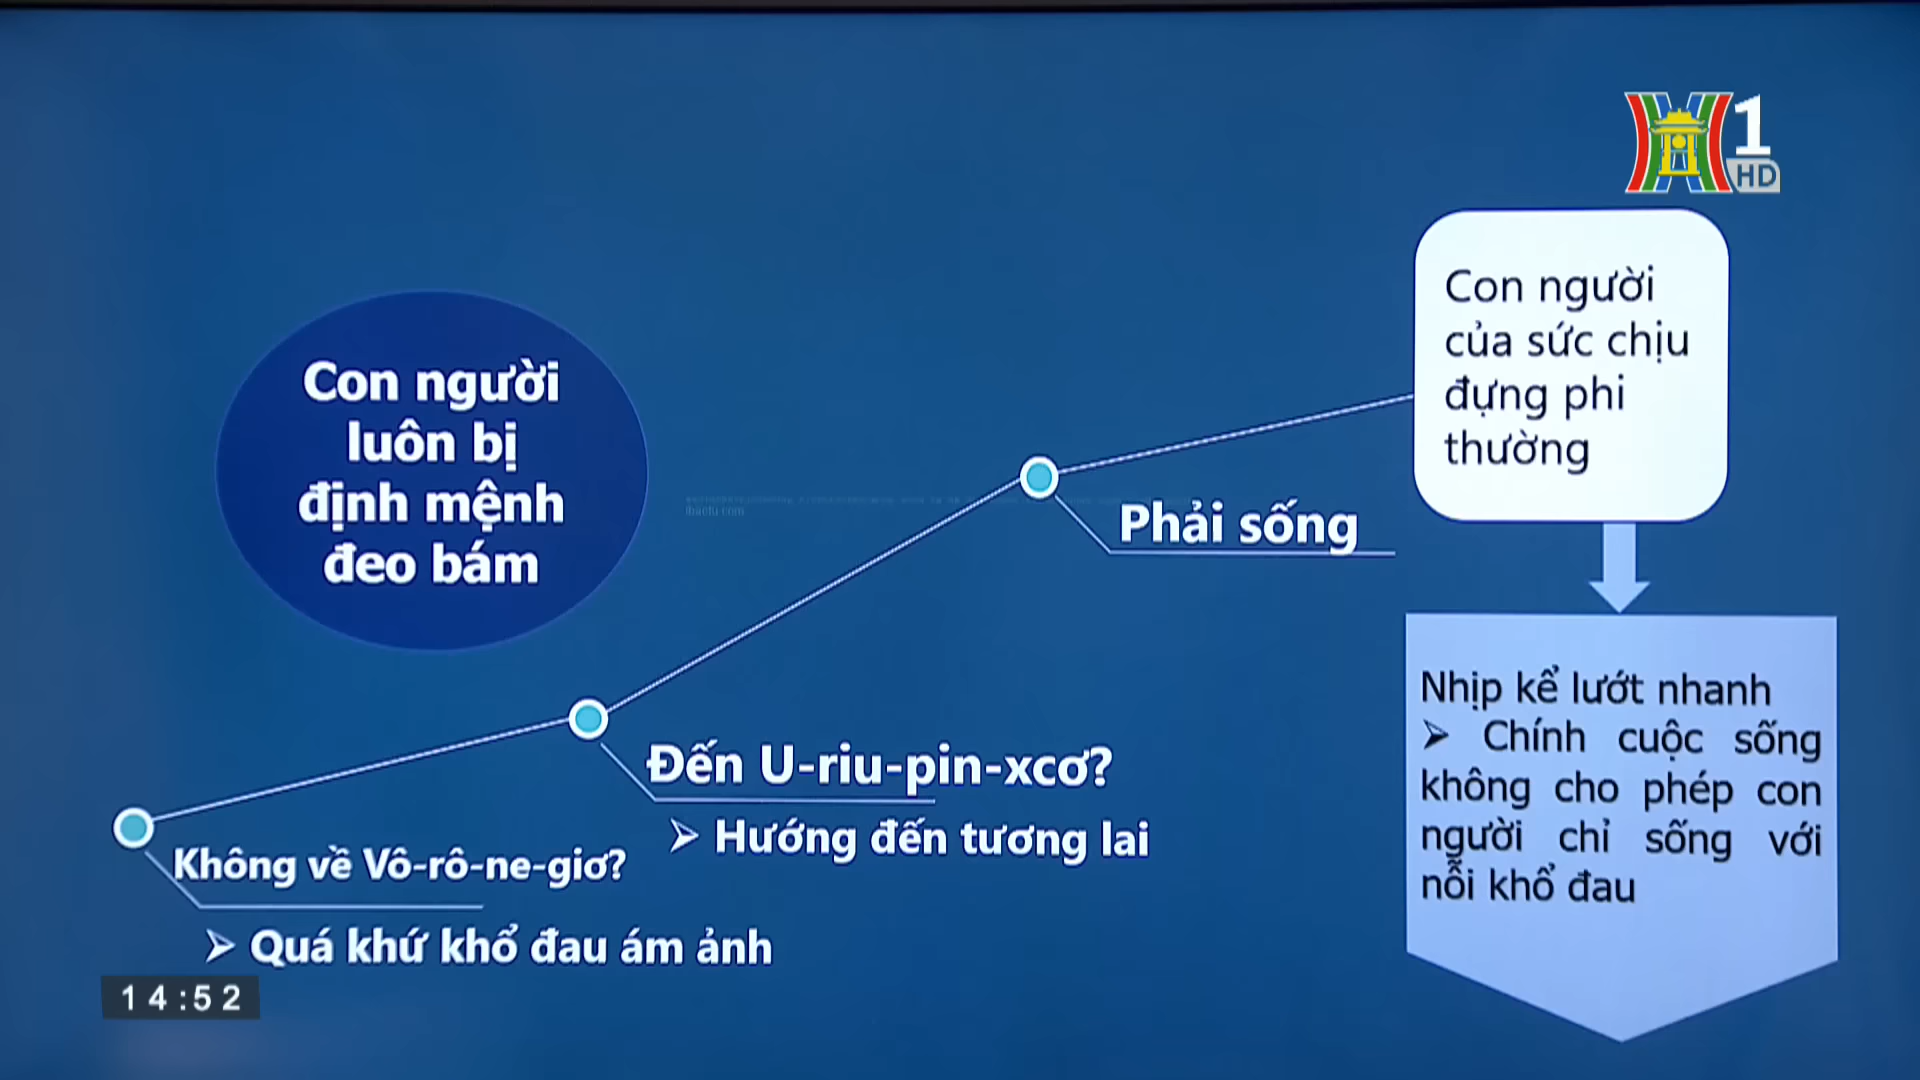 1
HD
Con người
luôn bị
định mệnh
đeo bám
Con người
của sức chịu
đựng phi
thường
Phải sống
Đến U-riu-pin-xcơ?
➢ Hướng đến tương lai
Không về Vô-rô-ne-giơ?
➢ Quá khứ khổ đau ám ảnh
Nhịp kể lướt nhanh
➢ Chính cuộc sống
không cho phép con
người chỉ sống với
nỗi khổ đau
14:52